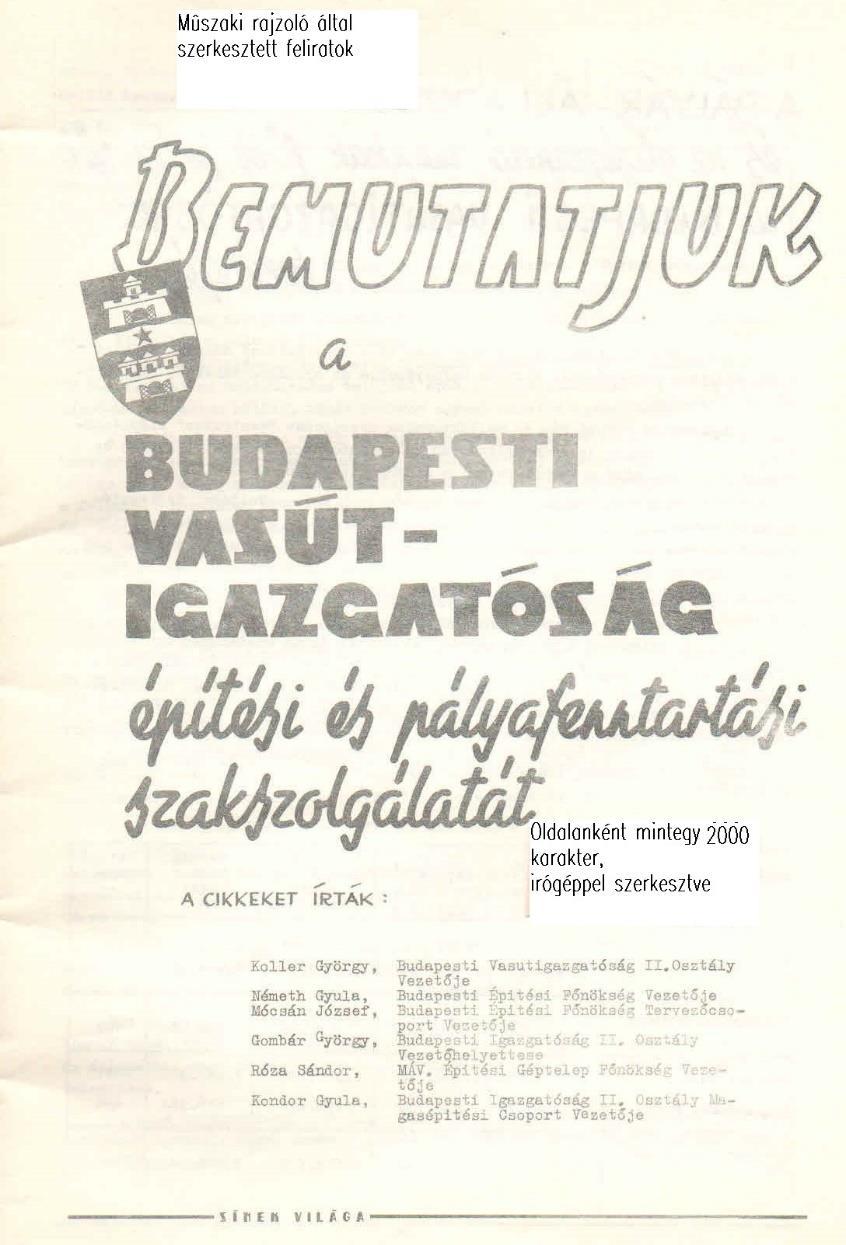 Műszaki rajzoló által
szerkesztett feliratok
BEMUTATJUK
a
BUDAPESTI
VASÚT-
IGAZGATÓSÁG
építési és pályafenntartási
szakszolgálatát
Oldalanként mintegy 2000
karakter,
irógéppel szerkesztve
A CIKKEKET ÍRTÁK :
Koller György, Budapesti Vasutigazgatóság II.Osztály
Vezetője
Németh Gyula, Budapesti Építési Főnökség Vezetője
Mócsán József, Budapesti Építési Főnökség Tervezőcso-
port Vezetője
Gombár György, Budapesti Igazgatóság II. Osztály
Vezetőhelyettese
Róza Sándor, MÁV. Építési Géptelep Főnökség Veze-
tője
Kondor Gyula, Budapesti Igazgatóság II. Osztály Ma-
gasépitési Csoport Vezetője
SÍNEK VILÁGA